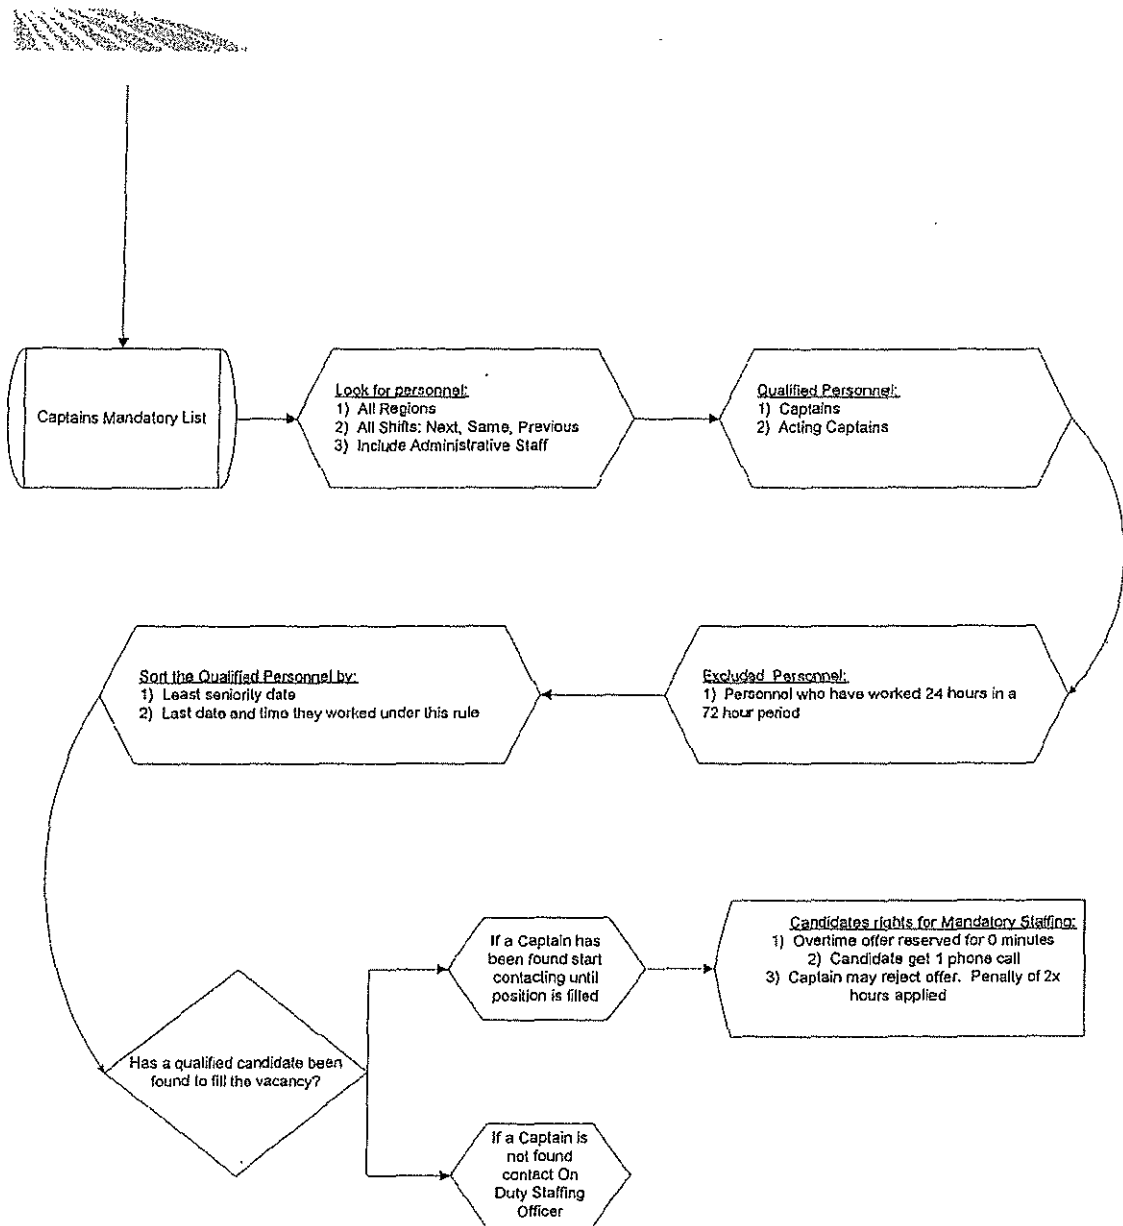 Captains Mandatory List
Look for personnel:
1) All Regions
2) All Shifts: Next, Same, Previous
3) Include Administrative Staff
Qualified Personnel:
1) Captains
2) Acting Captains
Sort the Qualified Personnel by:
1) Least seniority date
2) Last date and time they worked under this rule
Excluded Personnel:
1) Personnel who have worked 24 hours in a
72 hour period
Has a qualified candidate been
found to fill the vacancy?
If a Captain has
been found start
contacting until
position is filled
Candidates rights for Mandatory Staffing:
1) Overtime offer reserved for 0 minutes
2) Candidate get 1 phone call
3) Captain may reject offer. Penalty of 2x
hours applied
If a Captain is
not found
contact On
Duty Staffing
Officer